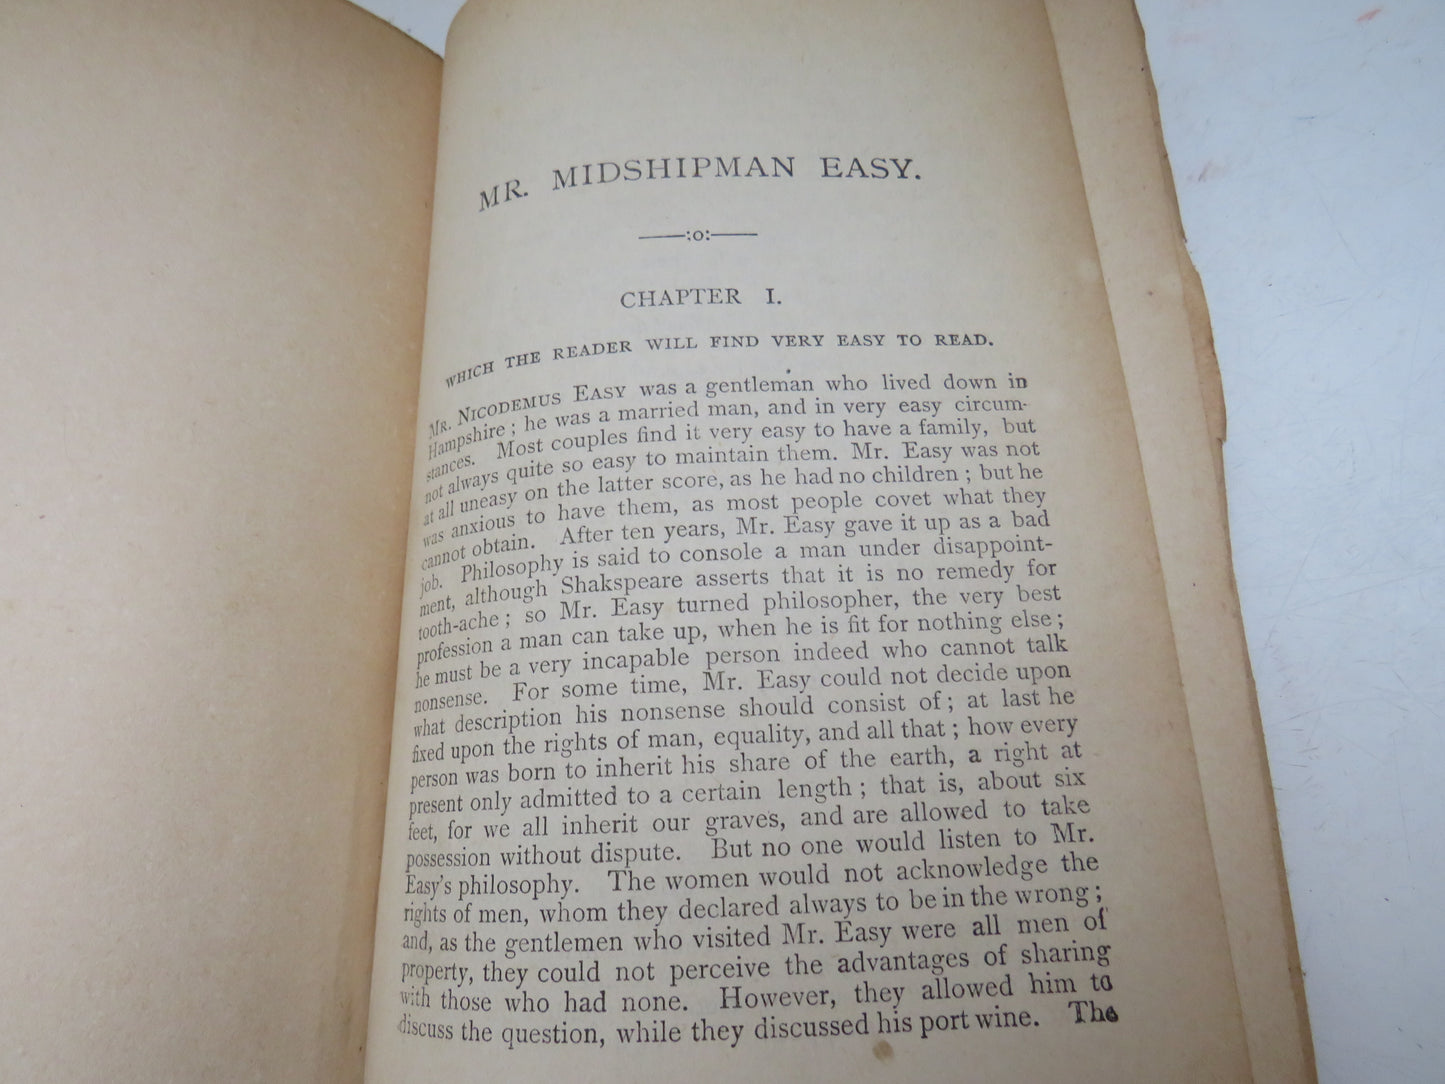 MR. MIDSHIPMAN EASY.
——:o:——
CHAPTER I.
WHICH THE READER WILL FIND VERY EASY TO READ.
MR. NICODEMUS EASY was a gentleman who lived down in
Hampshire; he was a married man, and in very easy circum-
stances. Most couples find it very easy to have a family, but
not always quite so easy to maintain them. Mr. Easy was not
at all uneasy on the latter score, as he had no children; but he
was anxious to have them, as most people covet what they
cannot obtain. After ten years, Mr. Easy gave it up as a bad
job. Philosophy is said to console a man under disappoint-
ment, although Shakspeare asserts that it is no remedy for
tooth-ache; so Mr. Easy turned philosopher, the very best
profession a man can take up, when he is fit for nothing else;
he must be a very incapable person indeed who cannot talk
nonsense. For some time, Mr. Easy could not decide upon
what description his nonsense should consist of; at last he
fixed upon the rights of man, equality, and all that; how every
person was born to inherit his share of the earth, a right at
present only admitted to a certain length; that is, about six
feet, for we all inherit our graves, and are allowed to take
possession without dispute. But no one would listen to Mr.
Easy's philosophy. The women would not acknowledge the
rights of men, whom they declared always to be in the wrong;
and, as the gentlemen who visited Mr. Easy were all men of
property, they could not perceive the advantages of sharing
with those who had none. However, they allowed him to
discuss the question, while they discussed his port wine. The